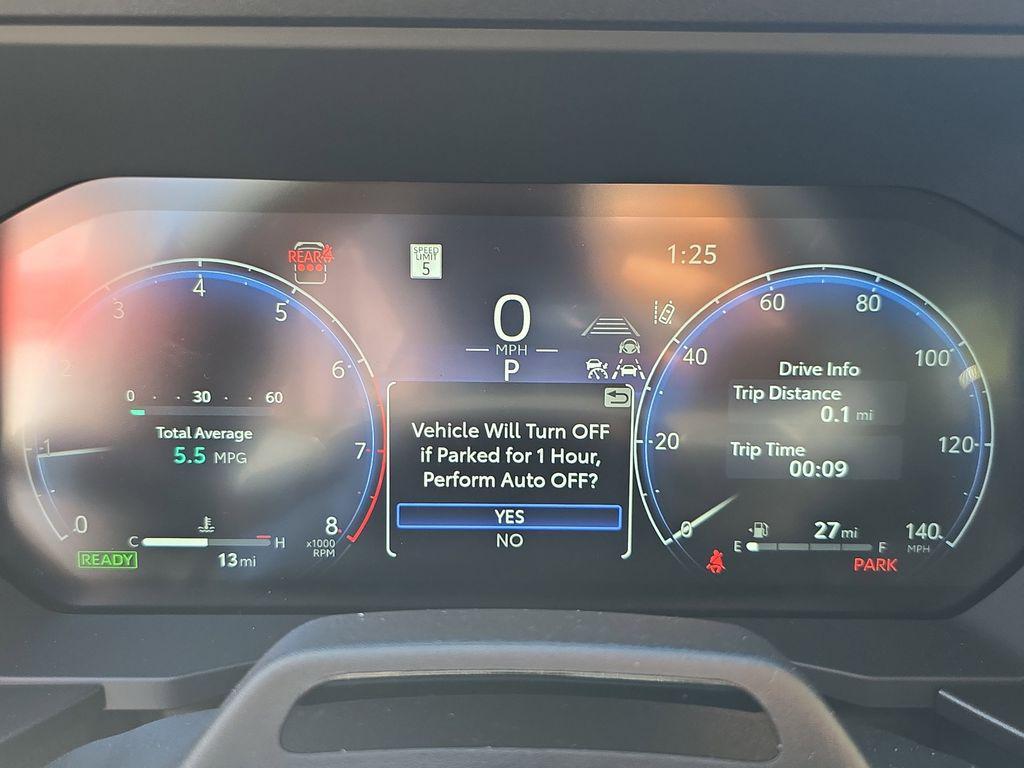 REAR
SPEED
LIMIT
5
1:25
0
MPH
P
0
1
2
3
4
5
6
7
8
x1000
RPM
0 30 60
Total Average
5.5 MPG
C H
READY
13 mi
Vehicle Will Turn OFF
if Parked for 1 Hour,
Perform Auto OFF?
YES
NO
0
20
40
60
80
100
120
140
MPH
Drive Info
Trip Distance
0.1 mi
Trip Time
00:09
27 mi
E F
PARK